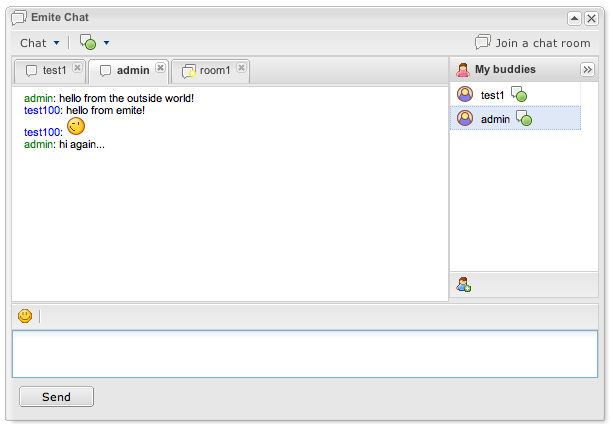 Emite Chat
Chat
Join a chat room
test1
admin
room1
My buddies
admin: hello from the outside world!
test100: hello from emite!
test100:
admin: hi again...
test1
admin
Send